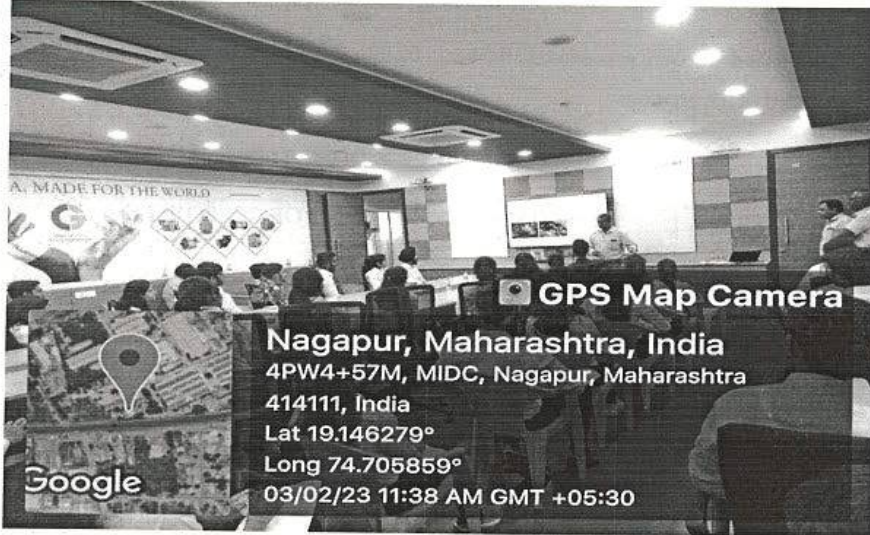 A, MADE FOR THE WORLD
CG
GPS Map Camera
Nagapur, Maharashtra, India
4PW4+57M, MIDC, Nagapur, Maharashtra
414111, India
Lat 19.146279°
Long 74.705859°
03/02/23 11:38 AM GMT +05:30
Google